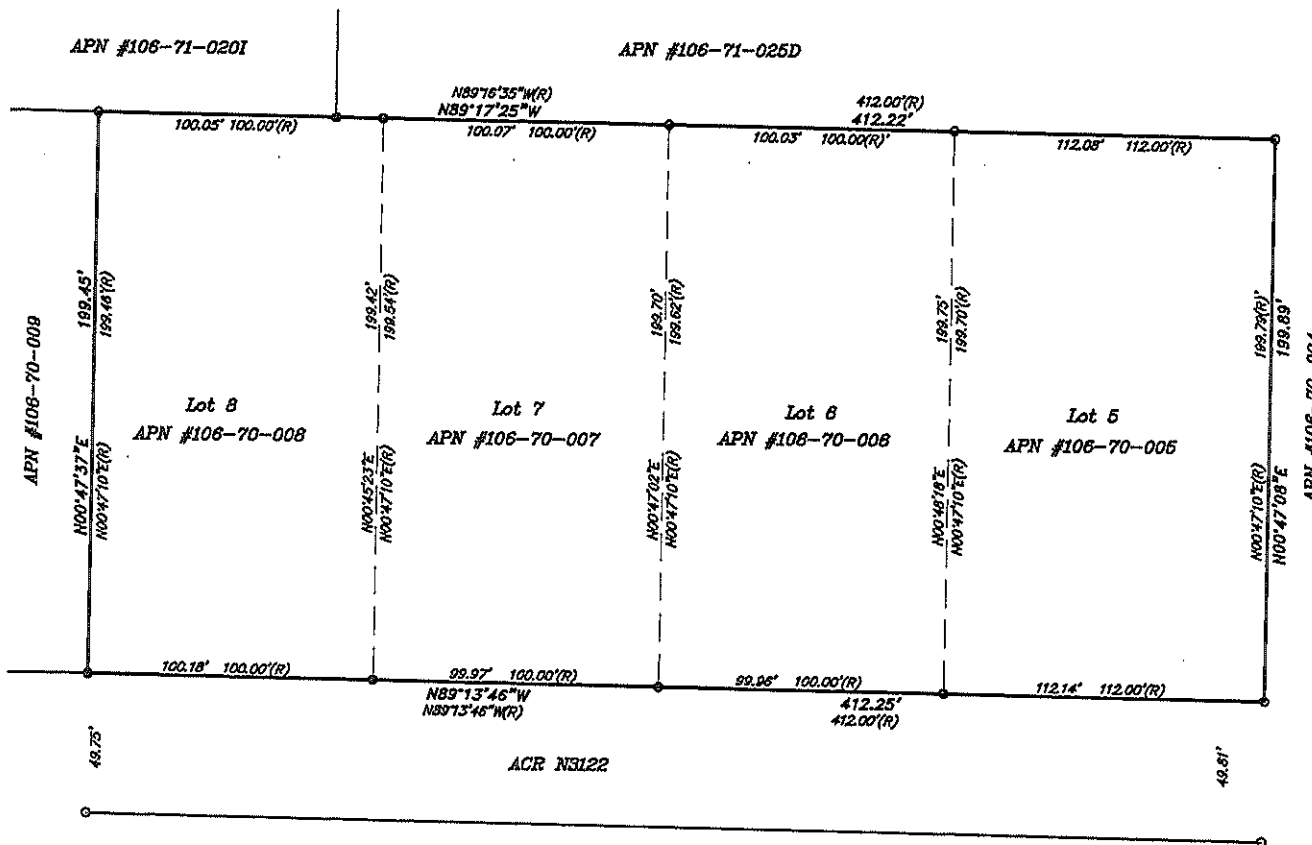 APN #106-71-020I
APN #106-71-025D
N89°16'35"W(R)
N89°17'25"W
412.00'(R)
412.22'
100.05' 100.00'(R)
100.07' 100.00'(R)
100.03' 100.00(R)'
112.08' 112.00'(R)
APN #106-70-009
199.45'
199.46'(R)
N00°47'37"E
N00°47'10"E(R)
Lot 8
APN #106-70-008
199.42'
199.54'(R)
N00°45'23"E
N00°47'10"E(R)
Lot 7
APN #106-70-007
199.70'
199.62'(R)
N00°47'02"E
N00°47'10"E(R)
Lot 6
APN #106-70-006
199.75'
199.70'(R)
N00°48'18"E
N00°47'10"E(R)
Lot 5
APN #106-70-005
199.79(R)'
199.89'
N00°47'10"E(R)
N00°47'08"E
100.18' 100.00'(R)
99.97' 100.00'(R)
99.96' 100.00'(R)
112.14' 112.00'(R)
N89°13'46"W
N89°13'46"W(R)
412.25'
412.00'(R)
49.75'
ACR N3122
49.81'